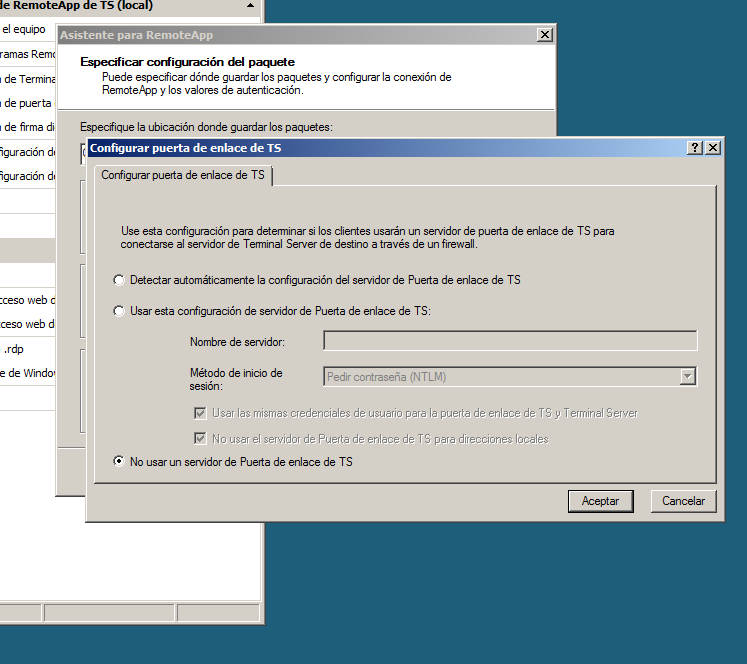 de RemoteApp de TS (local)
el equipo
Asistente para RemoteApp
Especificar configuración del paquete
Puede especificar dónde guardar los paquetes y configurar la conexión de
RemoteApp y los valores de autenticación.
Especifique la ubicación donde guardar los paquetes:
ramas Remo
de Termina
de puerta
de firma di
figuración de
figuración de
cceso web d
cceso web d
.rdp
e de Window
Configurar puerta de enlace de TS
Configurar puerta de enlace de TS
Use esta configuración para determinar si los clientes usarán un servidor de puerta de enlace de TS para
conectarse al servidor de Terminal Server de destino a través de un firewall.
Detectar automáticamente la configuración del servidor de Puerta de enlace de TS
Usar esta configuración de servidor de Puerta de enlace de TS:
Nombre de servidor:
Método de inicio de
sesión:
Pedir contraseña (NTLM)
Usar las mismas credenciales de usuario para la puerta de enlace de TS y Terminal Server
No usar el servidor de Puerta de enlace de TS para direcciones locales
No usar un servidor de Puerta de enlace de TS
Aceptar
Cancelar